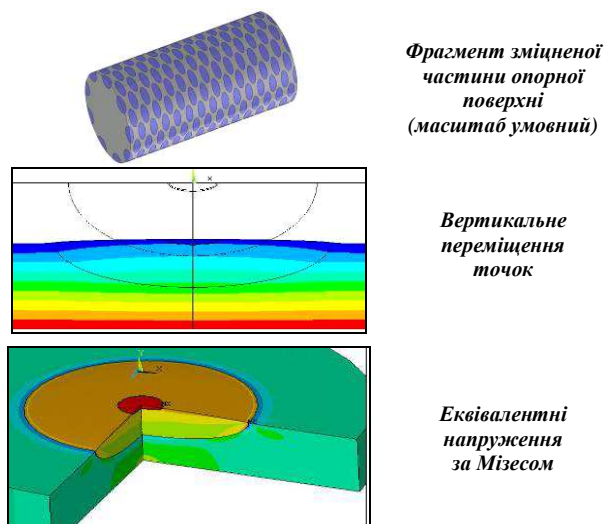 Фрагмент зміцненої
частини опорної
поверхні
(масштаб умовний)
Вертикальне
переміщення
точок
Еквівалентні
напруження
за Мізесом